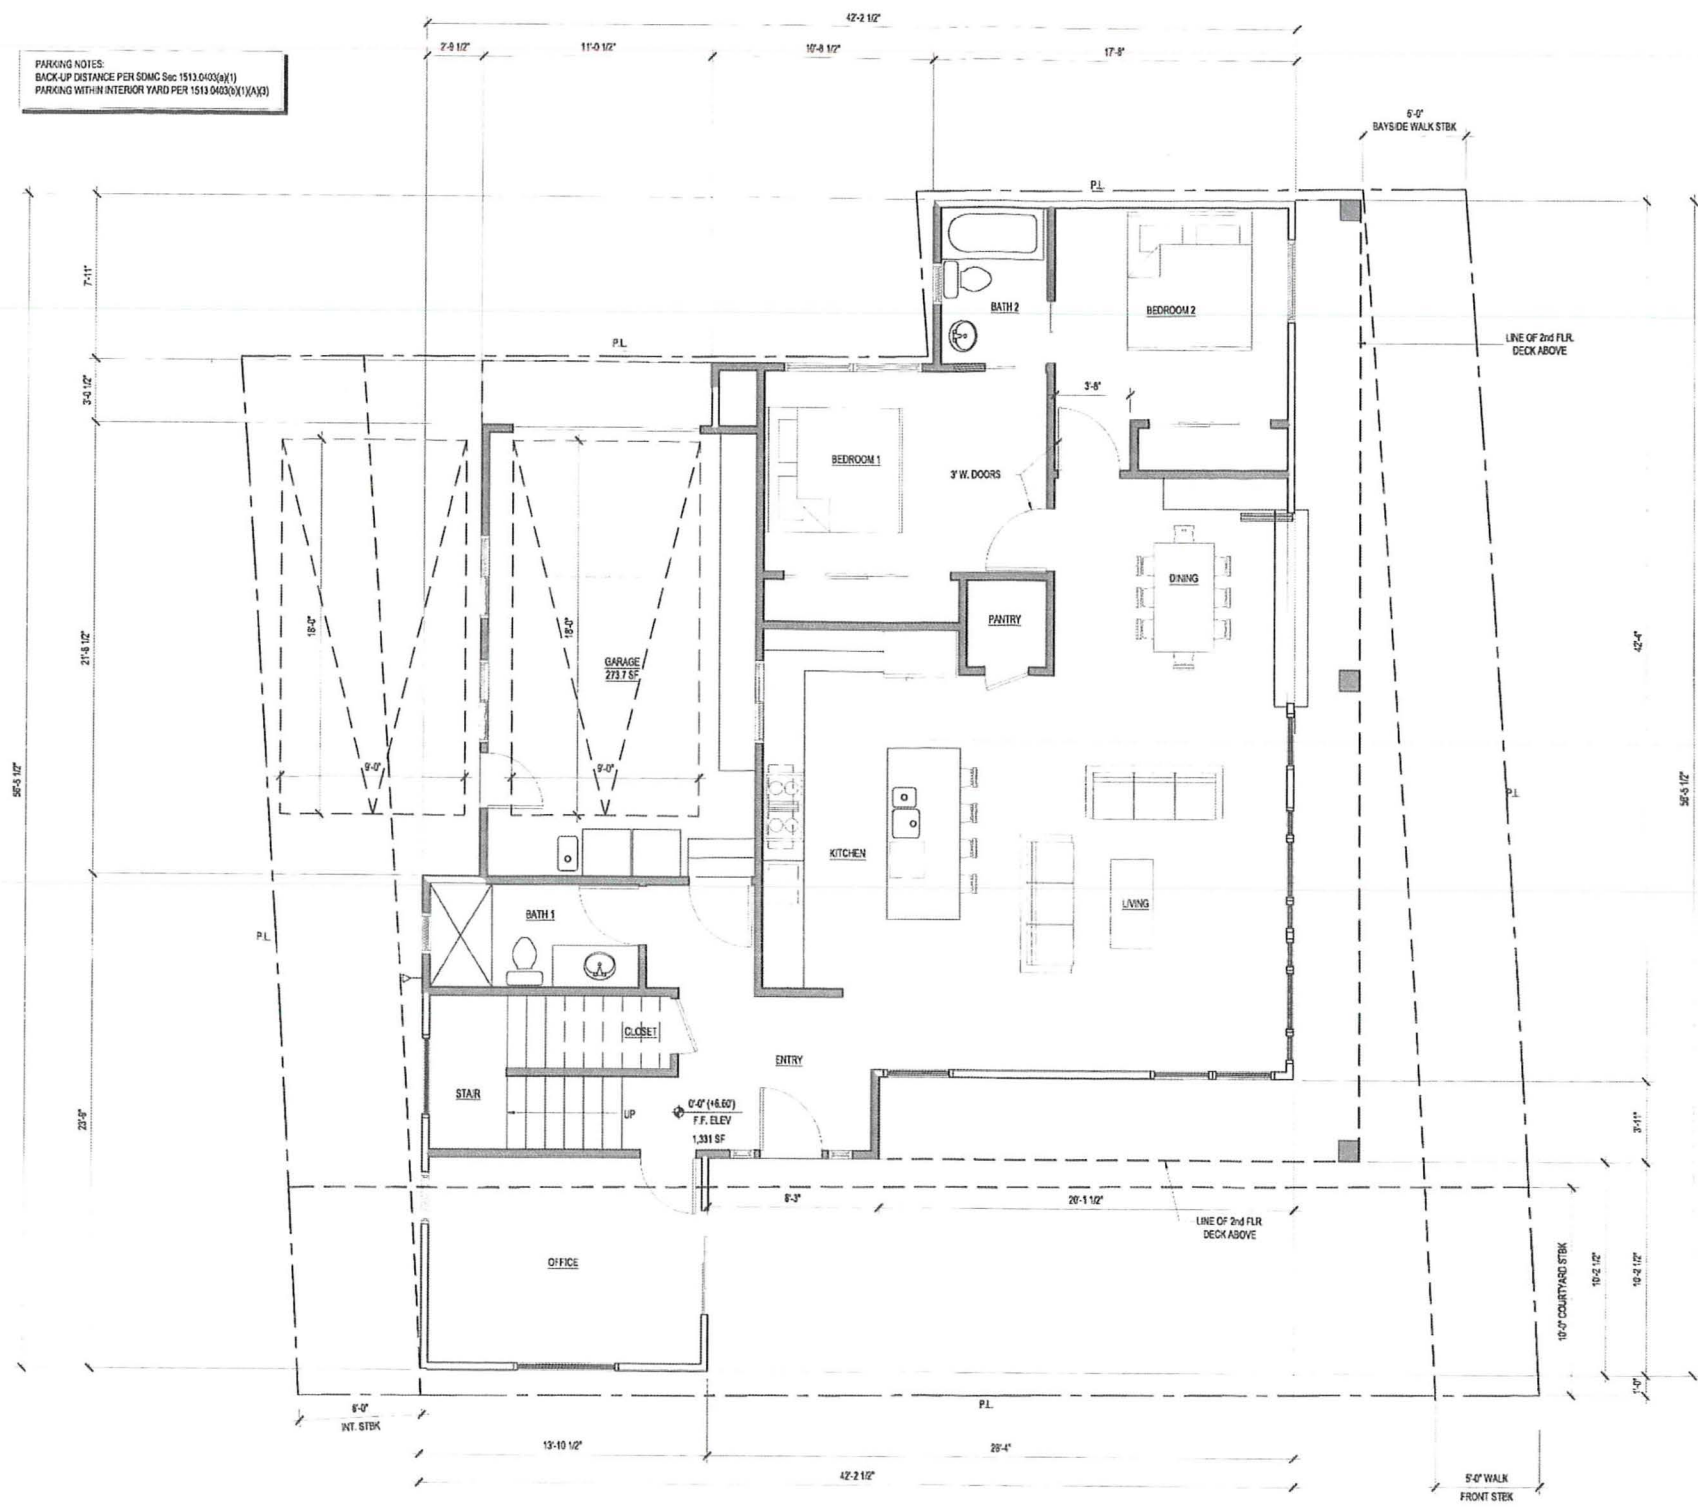 42'-2 1/2"
2'-9 1/2"
11'-0 1/2"
10'-8 1/2"
17'-8"
PARKING NOTES:
BACK-UP DISTANCE PER SDMC Sec 1513.0403(a)(1)
PARKING WITHIN INTERIOR YARD PER 1513.0403(b)(1)(A)(3)
BAYSIDE WALK STBK
P.L.
7'-11"
BATH 2
BEDROOM 2
LINE OF 2nd FLR.
DECK ABOVE
P.L.
3'-0 1/2"
3'-8"
BEDROOM 1
3' W. DOORS
DINING
18'-0"
18'-0"
PANTRY
21'-8 1/2"
42'-4"
GARAGE
273.7 SF
56'-5 1/2"
56'-5 1/2"
9'-0"
9'-0"
P.L.
KITCHEN
LIVING
BATH 1
P.L.
CLOSET
ENTRY
STAIR
UP
0'-0" (+6.60')
F.F. ELEV
1,331 SF
23'-9"
3'-11"
8'-3"
20'-1 1/2"
LINE OF 2nd FLR
DECK ABOVE
OFFICE
10'-0" COURTYARD STBK
10'-2 1/2"
10'-2 1/2"
1'-0"
P.L.
6'-0"
INT. STBK
13'-10 1/2"
28'-4"
42'-2 1/2"
5'-0" WALK
FRONT STBK